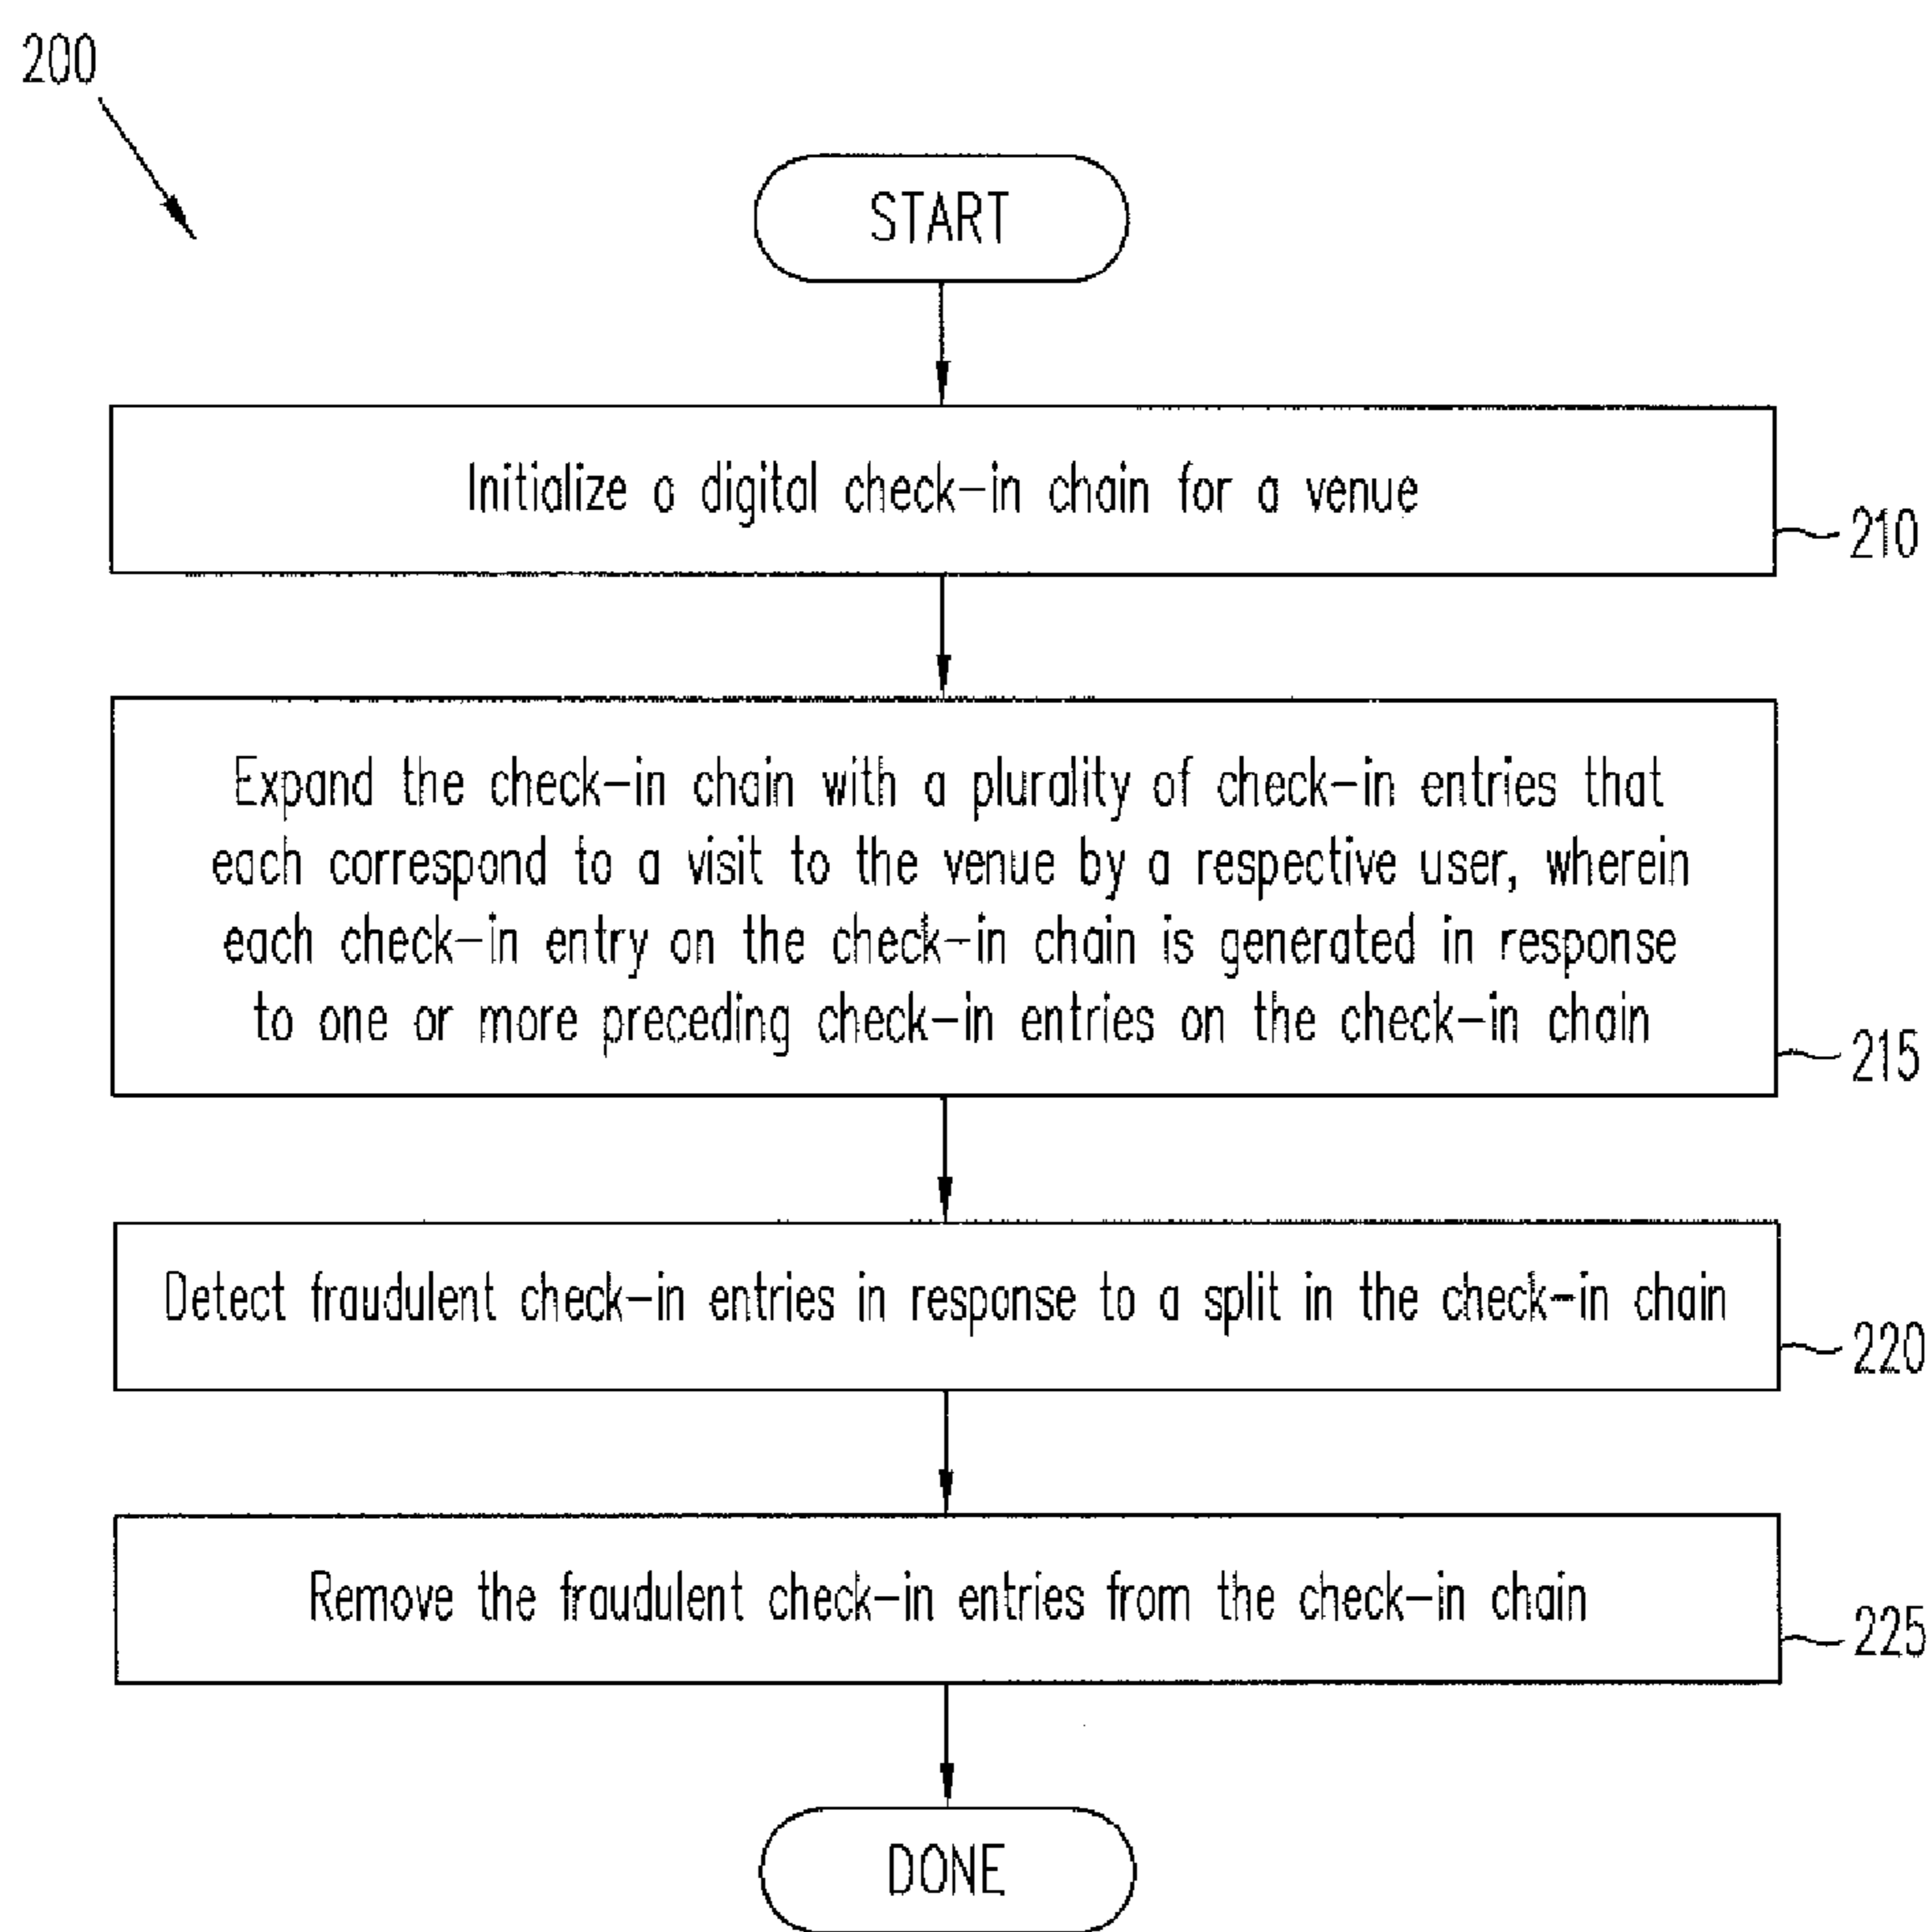 200
START
Initialize a digital check-in chain for a venue
210
Expand the check-in chain with a plurality of check-in entries that
each correspond to a visit to the venue by a respective user, wherein
each check-in entry on the check-in chain is generated in response
to one or more preceding check-in entries on the check-in chain
215
Detect fraudulent check-in entries in response to a split in the check-in chain
220
Remove the fraudulent check-in entries from the check-in chain
225
DONE